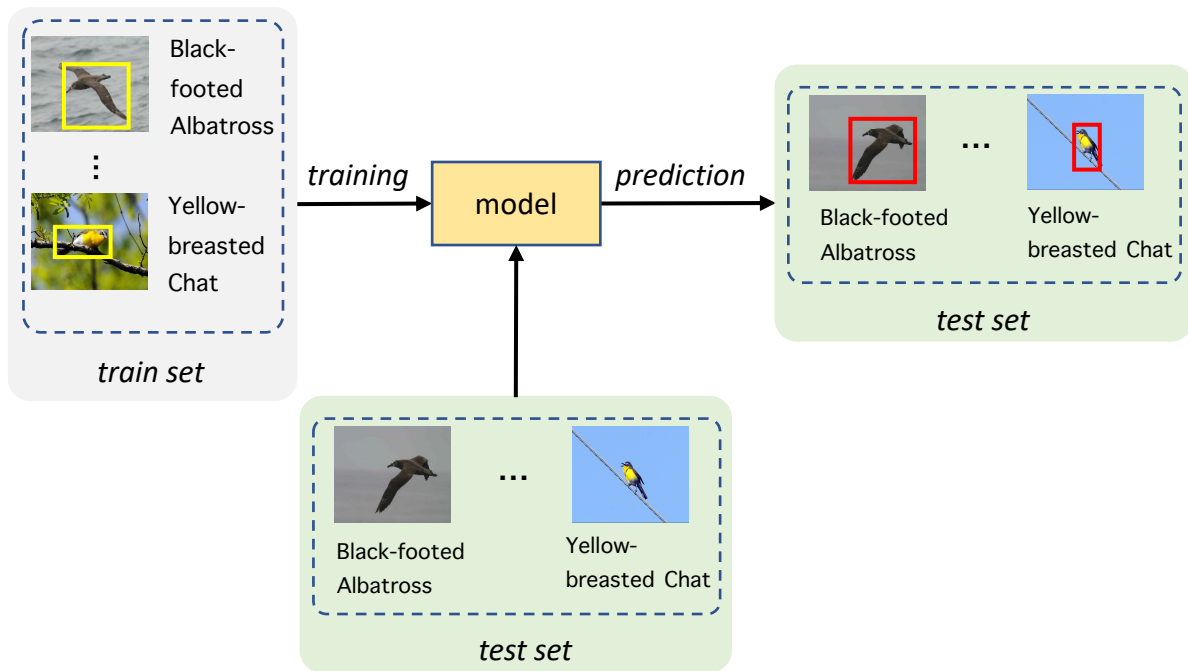 Black-
footed
Albatross
⋮
Yellow-
breasted
Chat
train set
training
model
prediction
Black-footed
Albatross
...
Yellow-
breasted Chat
test set
Black-footed
Albatross
...
Yellow-
breasted Chat
test set